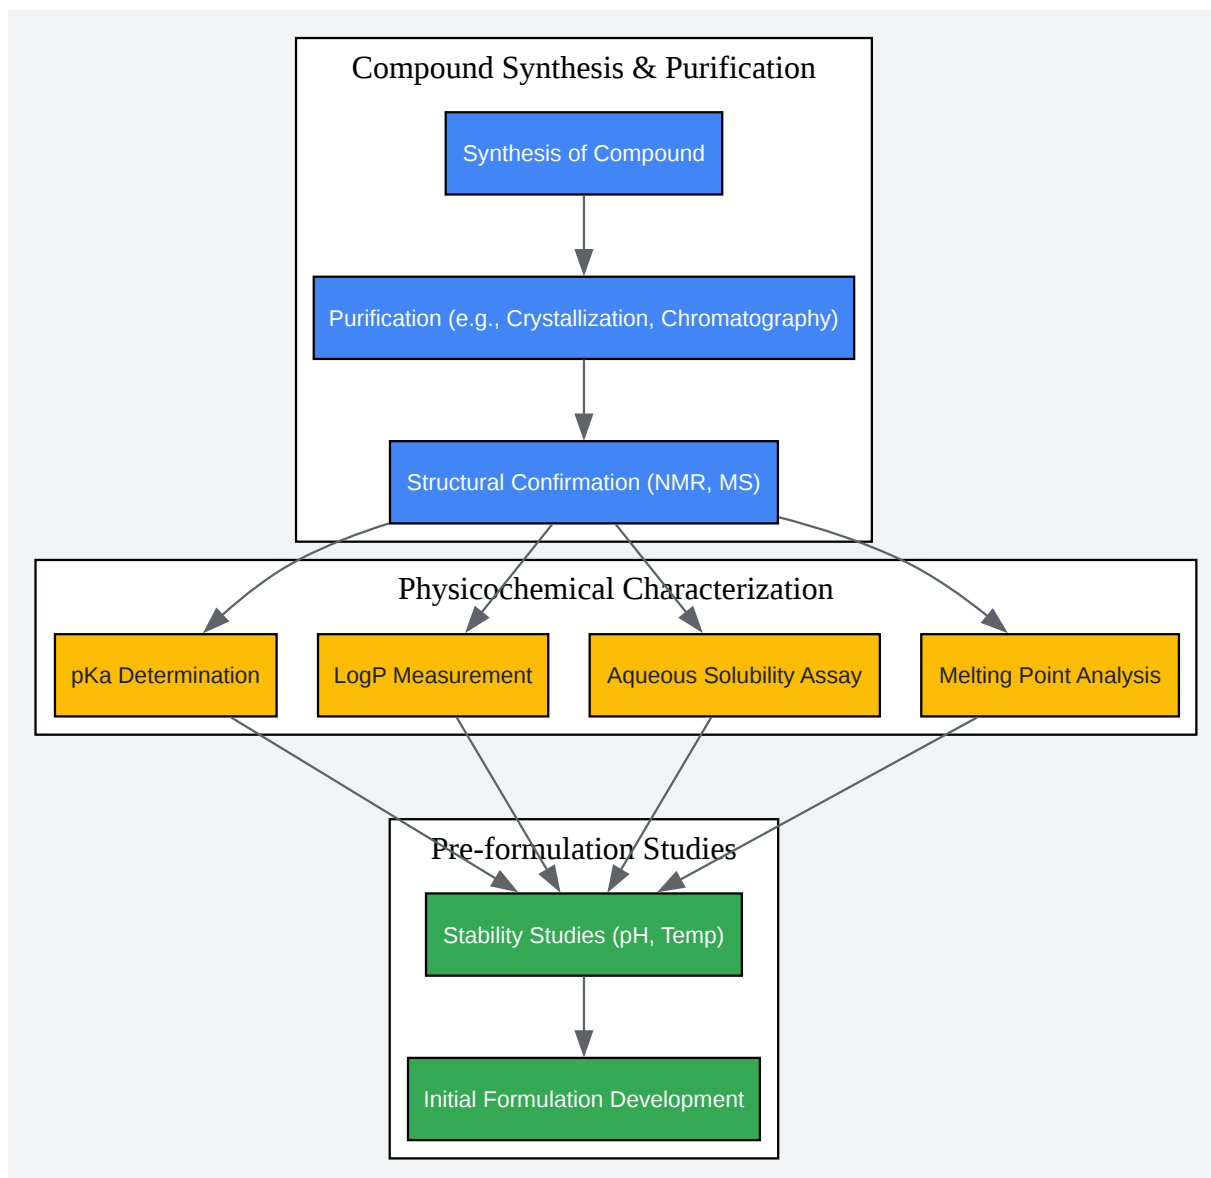 Compound Synthesis & Purification
Synthesis of Compound
Purification (e.g., Crystallization, Chromatography)
Structural Confirmation (NMR, MS)
Physicochemical Characterization
pKa Determination
LogP Measurement
Aqueous Solubility Assay
Melting Point Analysis
Pre-formulation Studies
Stability Studies (pH, Temp)
Initial Formulation Development